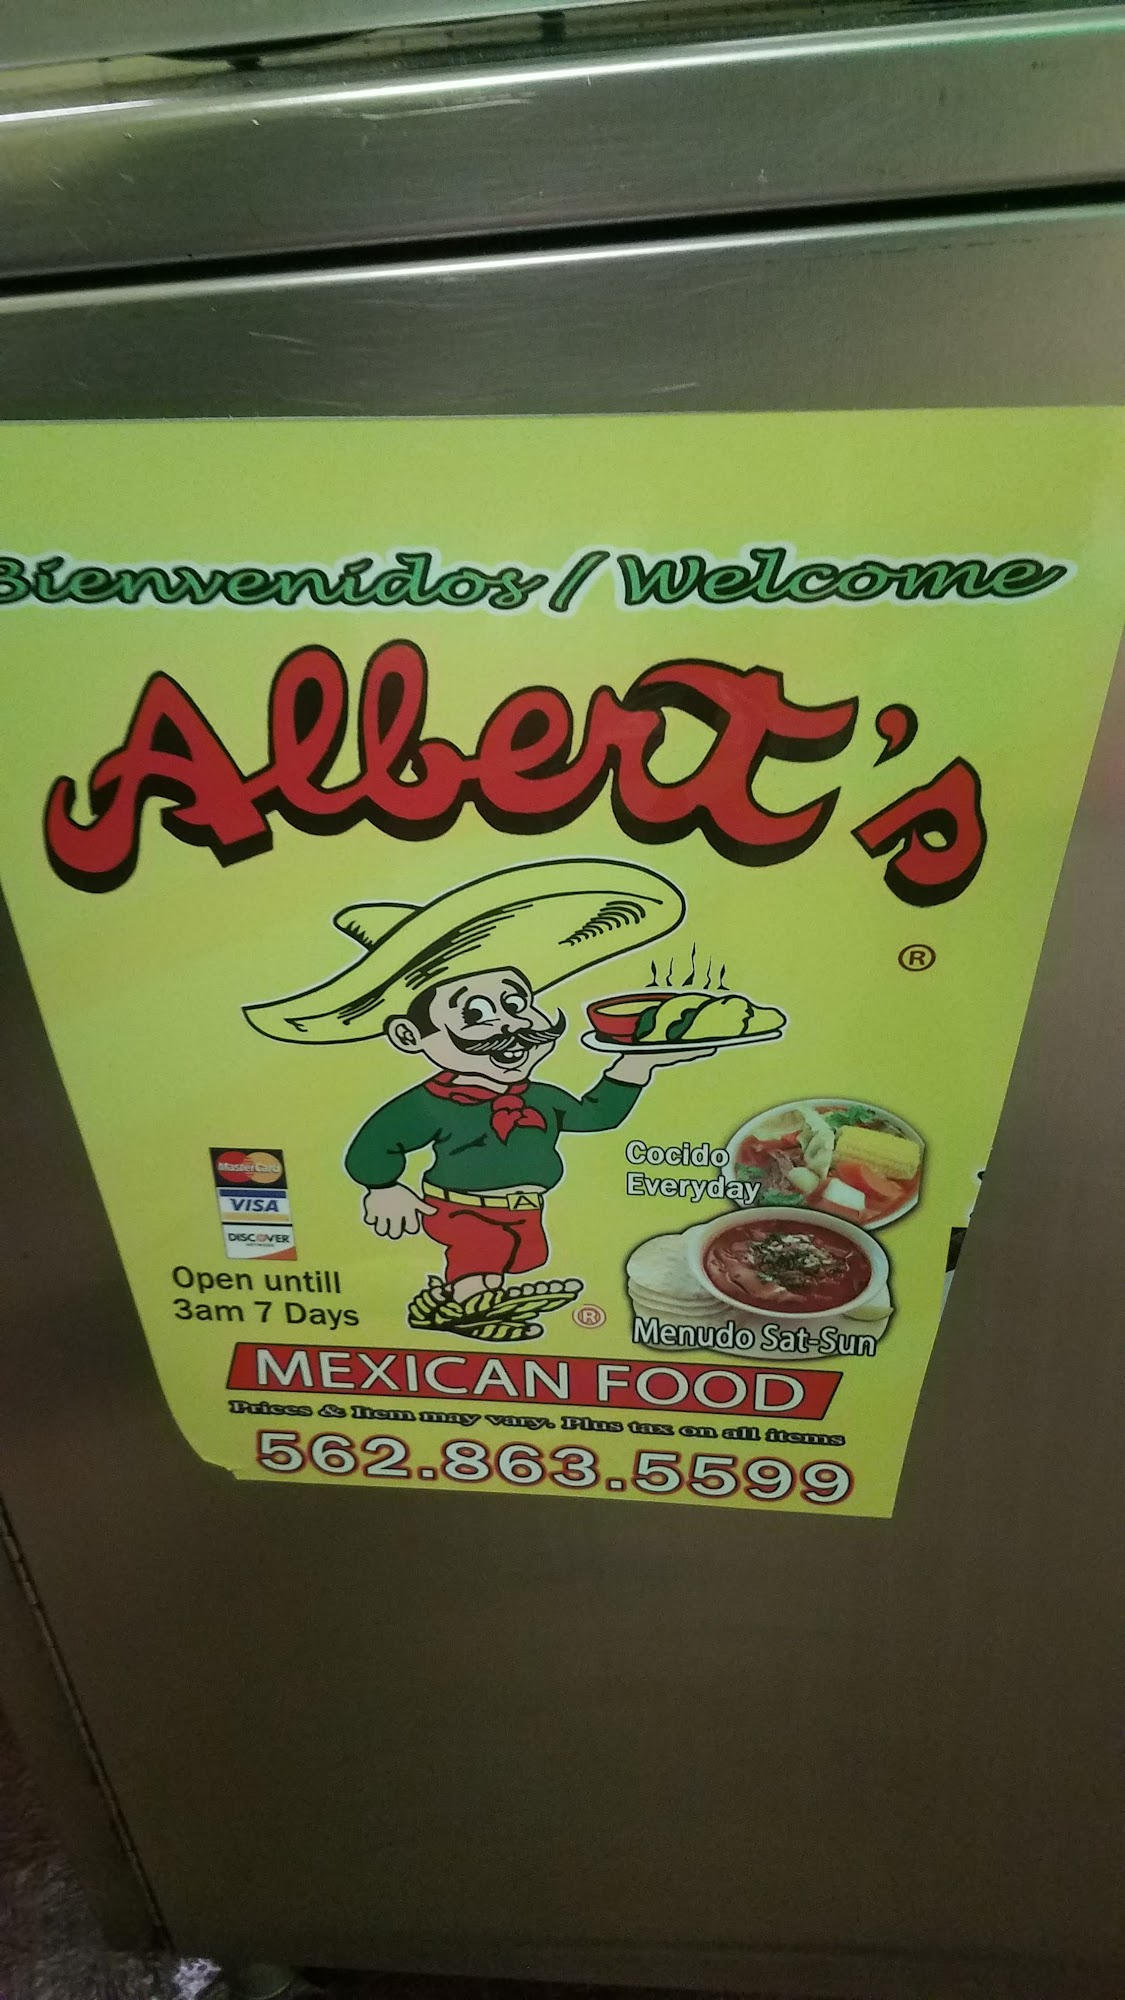 Bienvenidos / Welcome
Albert's
®
Cocido
Everyday
MasterCard
VISA
DISCOVER
NETWORK
Open untill
3am 7 Days
A
®
Menudo Sat-Sun
MEXICAN FOOD
Prices & Item may vary. Plus tax on all items
562.863.5599